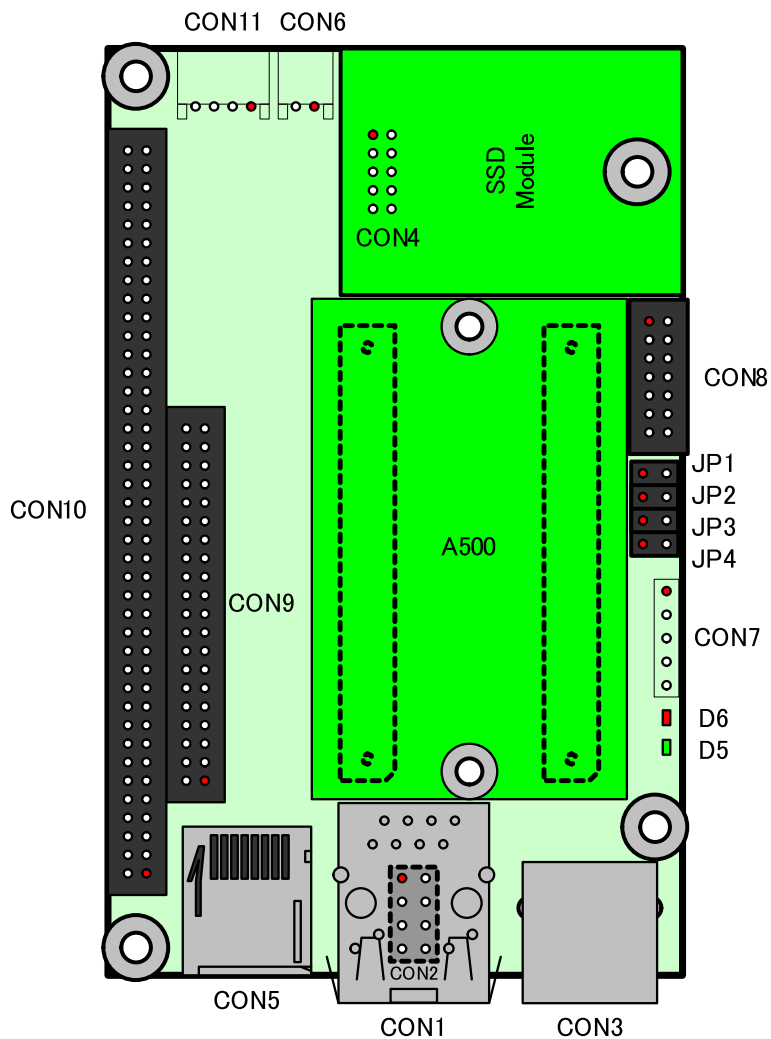 CON11 CON6
SSD
Module
CON4
CON8
JP1
JP2
JP3
JP4
CON10
A500
CON9
CON7
D6
D5
CON2
CON5
CON1
CON3